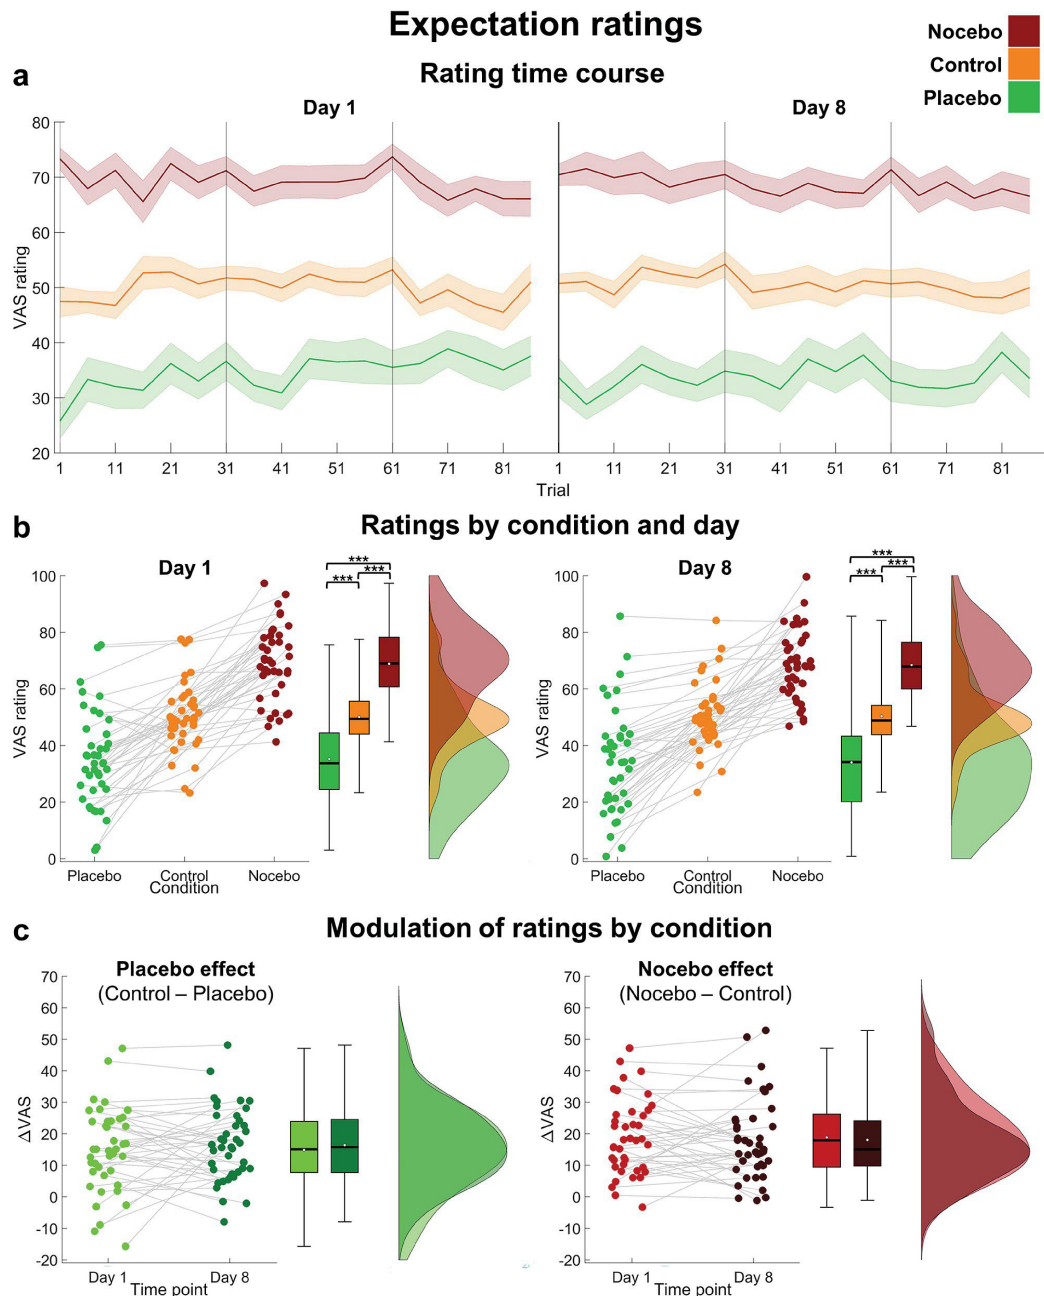 Expectation ratings
Nocebo
Control
Placebo
a
Rating time course
Day 1
Day 8
80
70
60
50
40
30
20
VAS rating
1 11 21 31 41 51 61 71 81 1 11 21 31 41 51 61 71 81
Trial
b
Ratings by condition and day
Day 1
Day 8
*** *** ***
*** *** ***
100
80
60
40
20
0
VAS rating
Placebo Control Nocebo
Condition
100
80
60
40
20
0
VAS rating
Placebo Control Nocebo
Condition
c
Modulation of ratings by condition
Placebo effect
(Control – Placebo)
70
60
50
40
30
20
10
0
-10
-20
ΔVAS
Day 1 Day 8
Time point
Nocebo effect
(Nocebo – Control)
70
60
50
40
30
20
10
0
-10
-20
ΔVAS
Day 1 Day 8
Time point